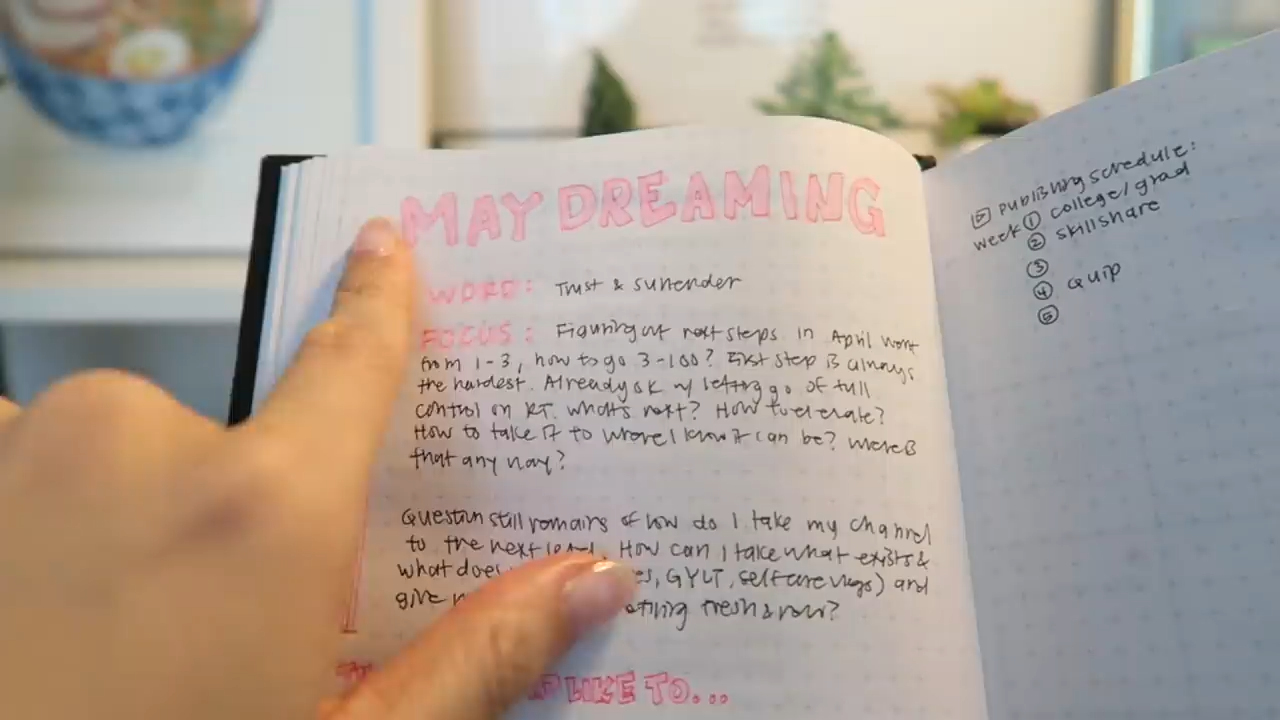 MAY DREAMING
WORD: Trust & surrender
FOCUS: Figuring out next steps. in April went
from 1-3, how to go 3-100? First step is always
the hardest. Already ok w/ letting go of full
control on RT. what's next? How to elevate?
How to take it to where I know it can be? where's
that any way?
Question still remains of how do I take my channel
to the next level. How can I take what exists &
what does GYLT, self care vlogs) and
give fresh & new?
LIKE TO...
▷ publishing schedule:
week ① college/grad
② skillshare
③
④ Quip
⑤